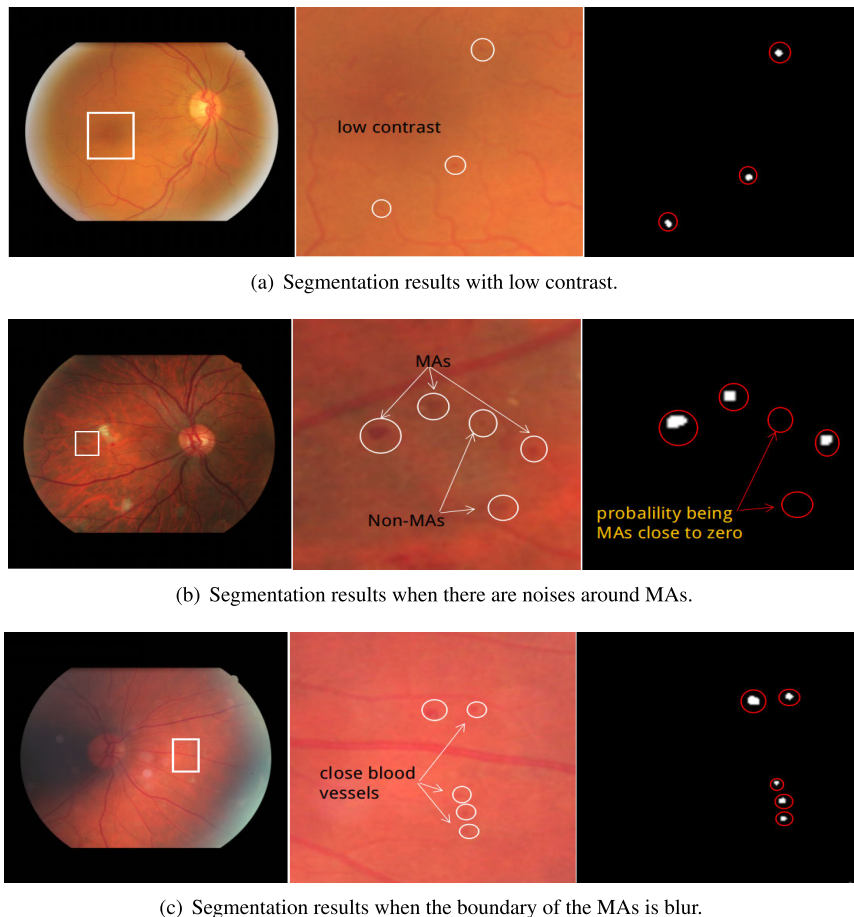 low contrast
(a) Segmentation results with low contrast.
MAs
Non-MAs
probalility being
MAs close to zero
(b) Segmentation results when there are noises around MAs.
close blood
vessels
(c) Segmentation results when the boundary of the MAs is blur.